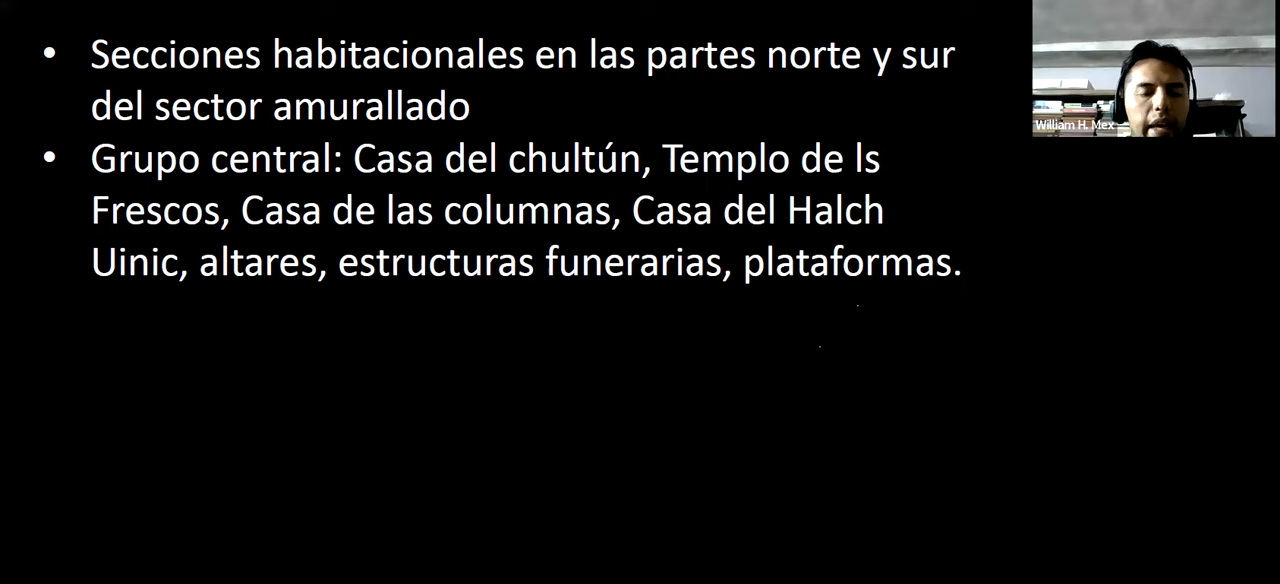 • Secciones habitacionales en las partes norte y sur
del sector amurallado
• Grupo central: Casa del chultún, Templo de ls
Frescos, Casa de las columnas, Casa del Halch
Uinic, altares, estructuras funerarias, plataformas.
William H. Mex